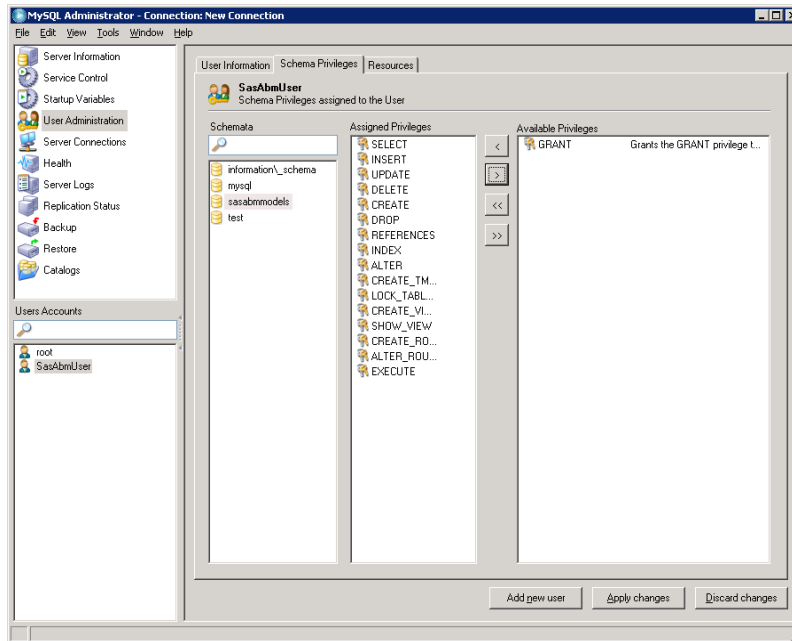 MySQL Administrator - Connection: New Connection
File Edit View Tools Window Help
Server Information
Service Control
Startup Variables
User Administration
Server Connections
Health
Server Logs
Replication Status
Backup
Restore
Catalogs
Users Accounts
root
SasAbmUser
User Information Schema Privileges Resources
SasAbmUser
Schema Privileges assigned to the User
Schemata
information\_schema
mysql
sasabmmodels
test
Assigned Privileges
SELECT
INSERT
UPDATE
DELETE
CREATE
DROP
REFERENCES
INDEX
ALTER
CREATE_TM...
LOCK_TABL...
CREATE_VI...
SHOW_VIEW
CREATE_RO...
ALTER_ROU...
EXECUTE
<
>
<<
>>
Available Privileges
GRANT Grants the GRANT privilege t...
Add new user Apply changes Discard changes